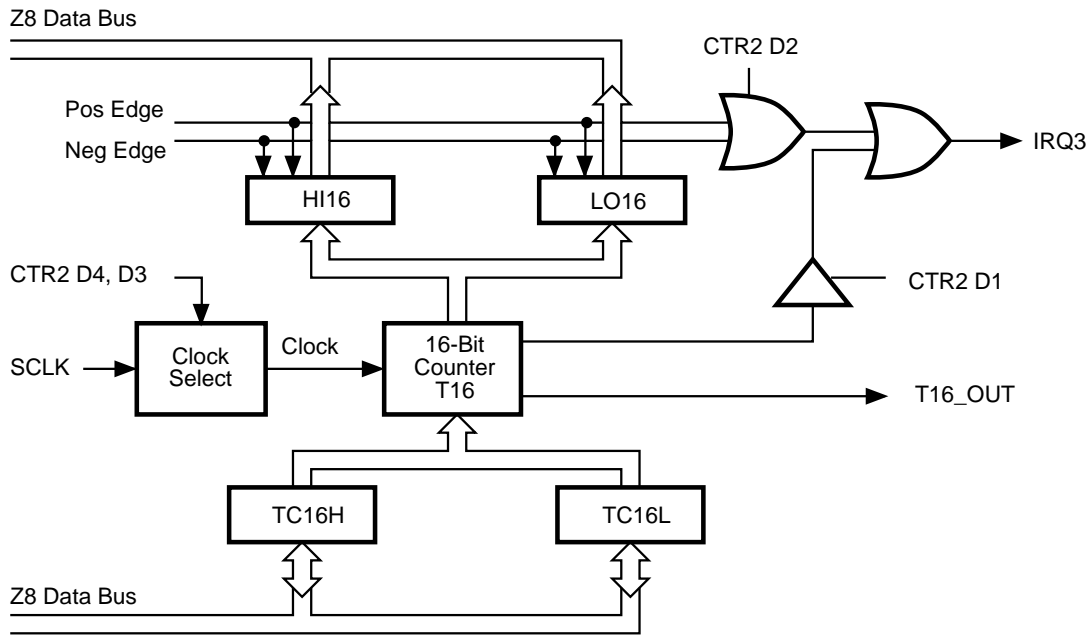 Z8 Data Bus
CTR2 D2
Pos Edge
Neg Edge
IRQ3
HI16
LO16
CTR2 D4, D3
CTR2 D1
SCLK
Clock
Select
Clock
16-Bit
Counter
T16
T16_OUT
TC16H
TC16L
Z8 Data Bus